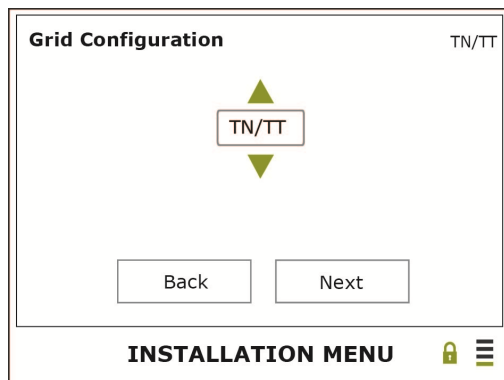 Grid Configuration TN/TT
TN/TT
Back Next
INSTALLATION MENU